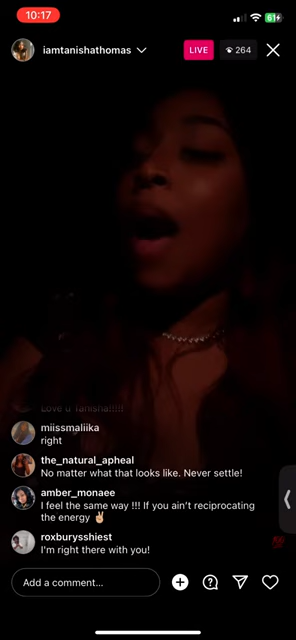 10:17
61
iamtanishathomas
LIVE
264
Love u Tanisha!!!!!
miissmaliika
right
the_natural_apheal
No matter what that looks like. Never settle!
amber_monaee
I feel the same way !!! If you ain't reciprocating
the energy ✌🏻
roxburysshiest
I'm right there with you!
Add a comment...